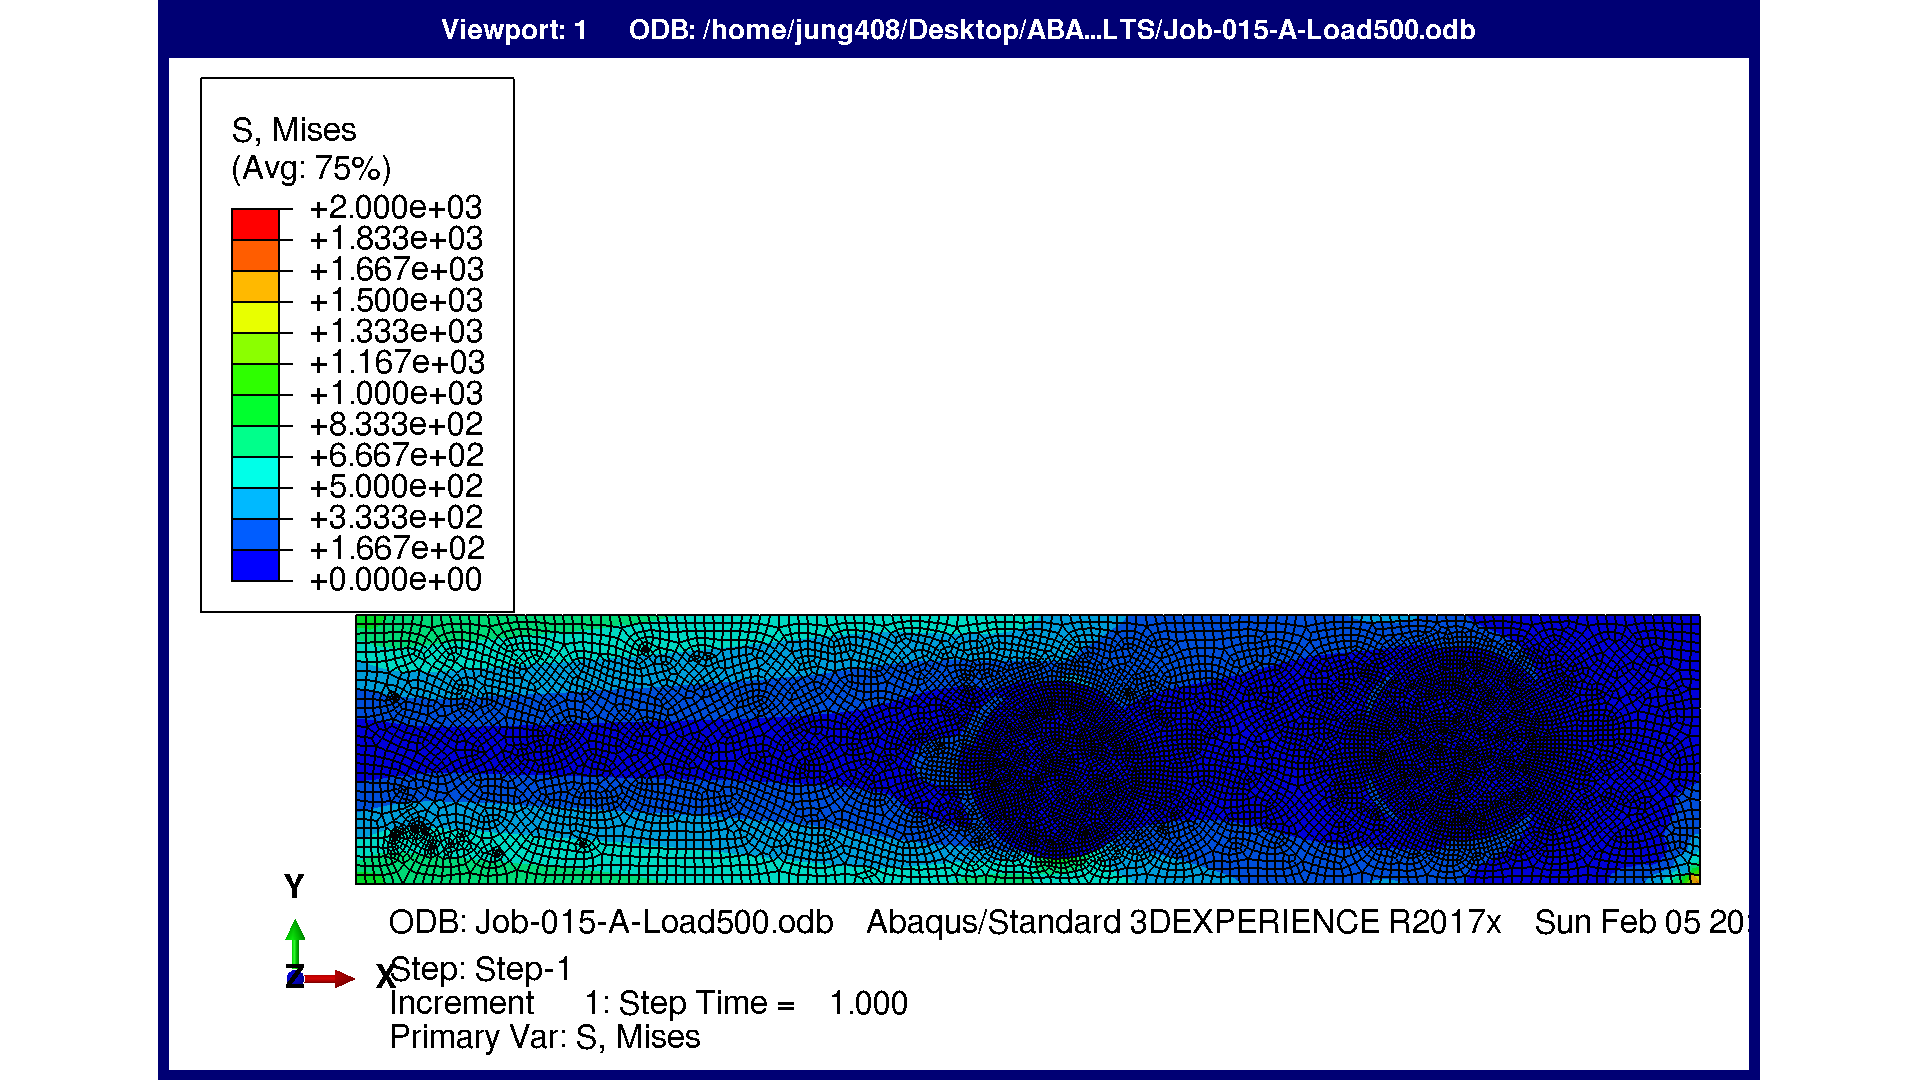 Viewport: 1 ODB: /home/jung408/Desktop/ABA...LTS/Job-015-A-Load500.odb
S, Mises
(Avg: 75%)
+2.000e+03
+1.833e+03
+1.667e+03
+1.500e+03
+1.333e+03
+1.167e+03
+1.000e+03
+8.333e+02
+6.667e+02
+5.000e+02
+3.333e+02
+1.667e+02
+0.000e+00
Y
Z
X
ODB: Job-015-A-Load500.odb Abaqus/Standard 3DEXPERIENCE R2017x Sun Feb 05
Step: Step-1
Increment 1: Step Time = 1.000
Primary Var: S, Mises